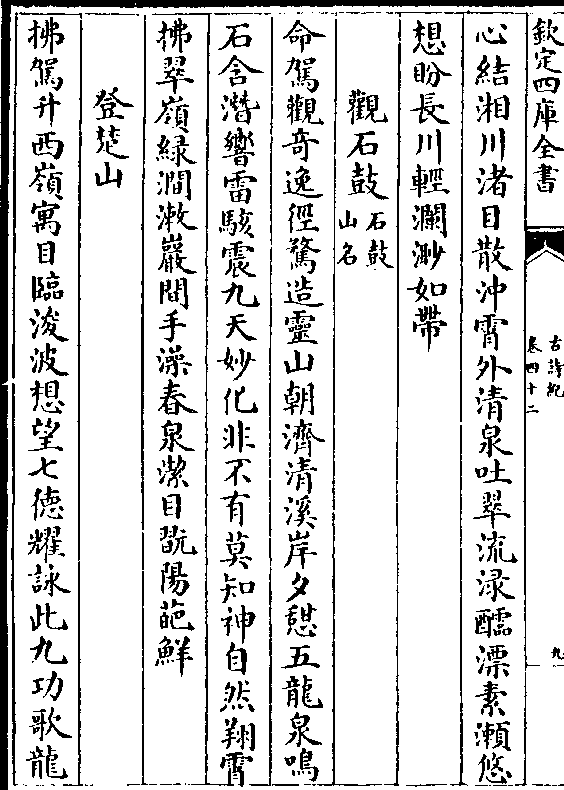 欽定四庫全書
古詩紀
卷四十二
九
心結湘川渚目散沖霄外清泉吐翠流渌醽漂素瀨悠
想盼長川輕瀾渺如帶
觀石鼓石鼓山名
命駕觀奇逸徑騖造靈山朝濟清溪岸夕憩五龍泉鳴
石含潛響雷駭震九天妙化非不有莫知神自然翔霄
拂翠嶺緑澗漱巖間手澡春泉潔目翫陽葩鮮
登楚山
拂駕升西嶺寓目臨浚波想望七德耀詠此九功歌龍